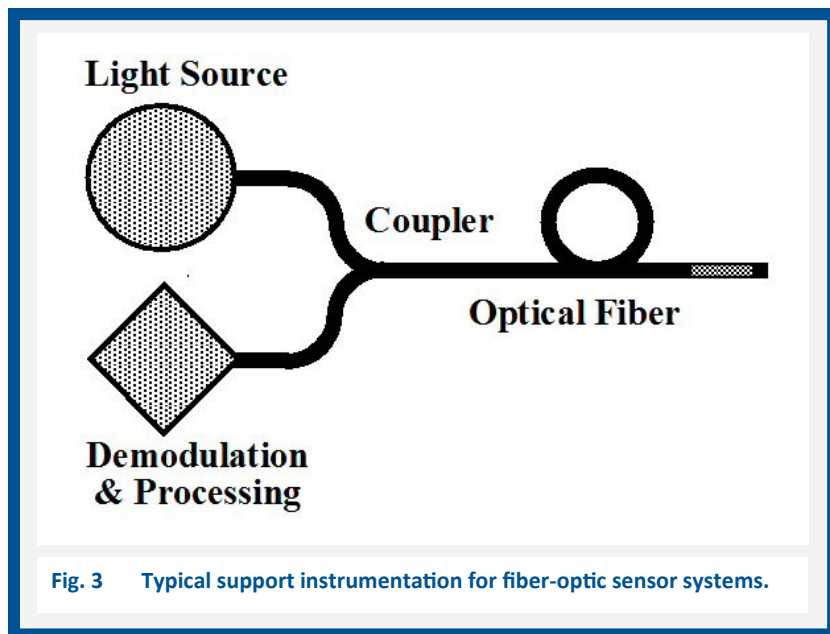 Light Source
Coupler
Optical Fiber
Demodulation
& Processing
Fig. 3 Typical support instrumentation for fiber-optic sensor systems.